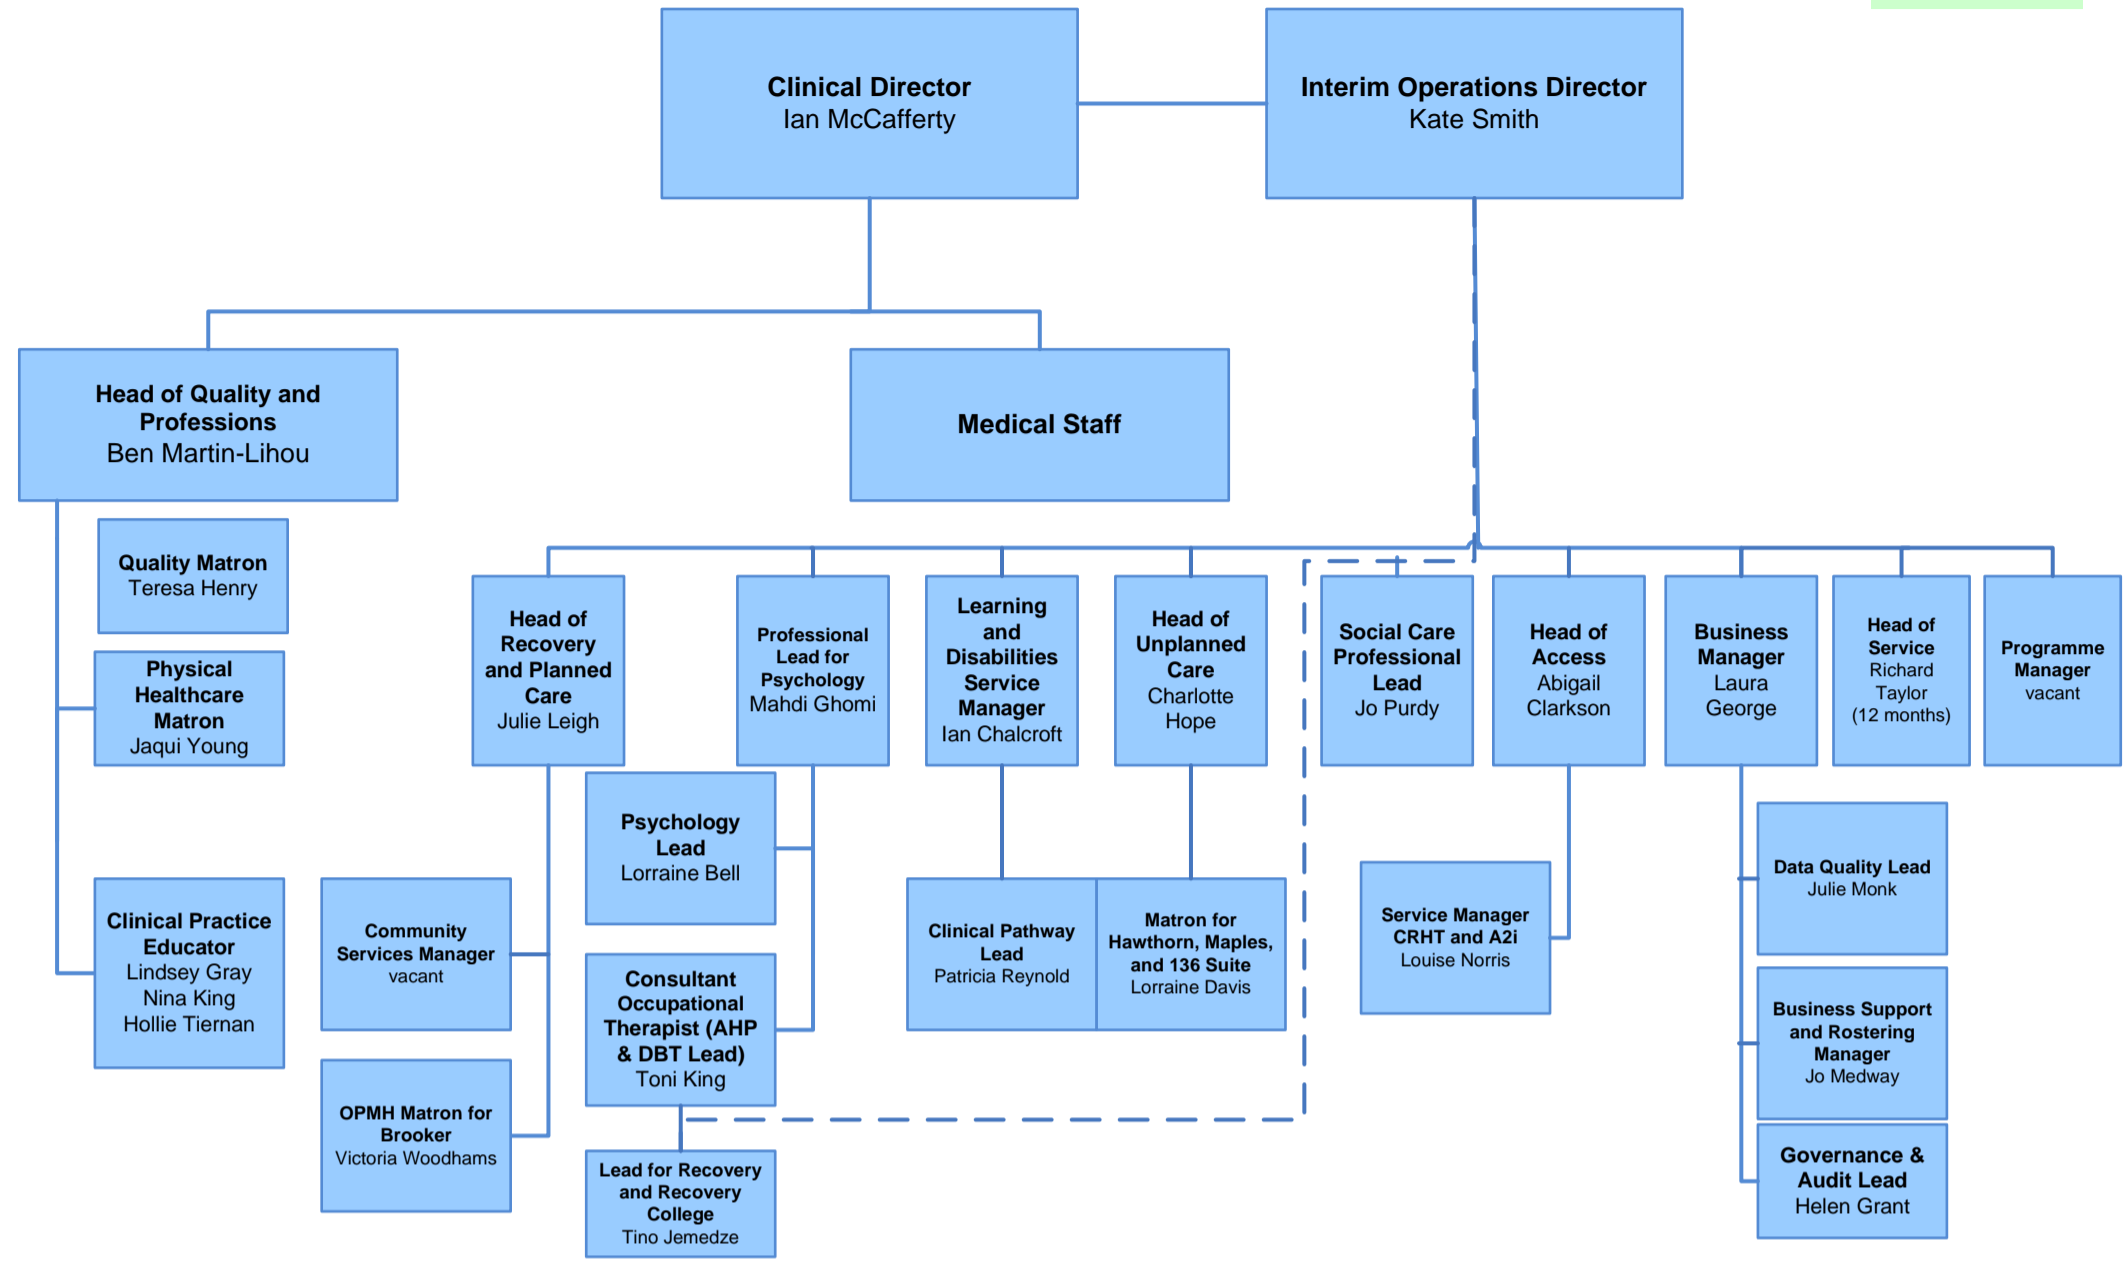 Clinical Director
Ian McCafferty
Interim Operations Director
Kate Smith
Head of Quality and
Professions
Ben Martin-Lihou
Medical Staff
Quality Matron
Teresa Henry
Physical
Healthcare
Matron
Jaqui Young
Clinical Practice
Educator
Lindsey Gray
Nina King
Hollie Tiernan
Head of
Recovery
and Planned
Care
Julie Leigh
Professional
Lead for
Psychology
Mahdi Ghomi
Learning
and
Disabilities
Service
Manager
Ian Chalcroft
Head of
Unplanned
Care
Charlotte
Hope
Social Care
Professional
Lead
Jo Purdy
Head of
Access
Abigail
Clarkson
Business
Manager
Laura
George
Head of
Service
Richard
Taylor
(12 months)
Programme
Manager
vacant
Community
Services Manager
vacant
OPMH Matron for
Brooker
Victoria Woodhams
Psychology
Lead
Lorraine Bell
Consultant
Occupational
Therapist (AHP
& DBT Lead)
Toni King
Lead for Recovery
and Recovery
College
Tino Jemedze
Clinical Pathway
Lead
Patricia Reynold
Matron for
Hawthorn, Maples,
and 136 Suite
Lorraine Davis
Service Manager
CRHT and A2i
Louise Norris
Data Quality Lead
Julie Monk
Business Support
and Rostering
Manager
Jo Medway
Governance &
Audit Lead
Helen Grant